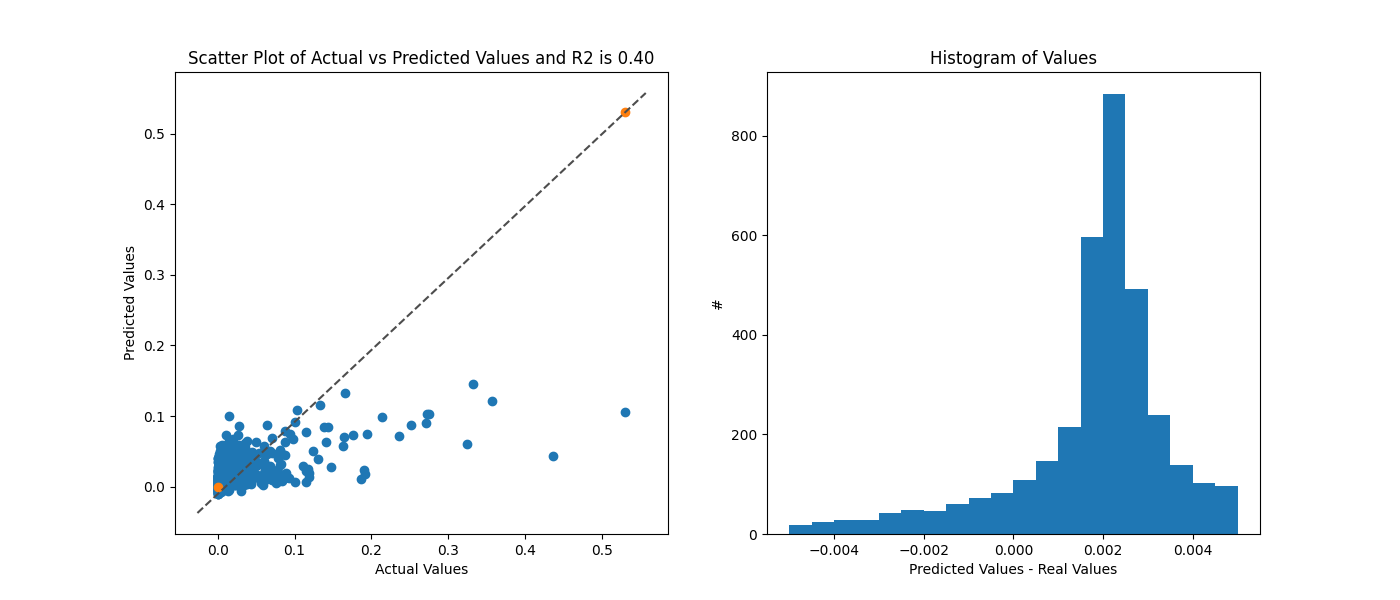 Scatter Plot of Actual vs Predicted Values and R2 is 0.40
Predicted Values
0.5
0.4
0.3
0.2
0.1
0.0
0.0 0.1 0.2 0.3 0.4 0.5
Actual Values
Histogram of Values
#
800
600
400
200
0
−0.004 −0.002 0.000 0.002 0.004
Predicted Values - Real Values